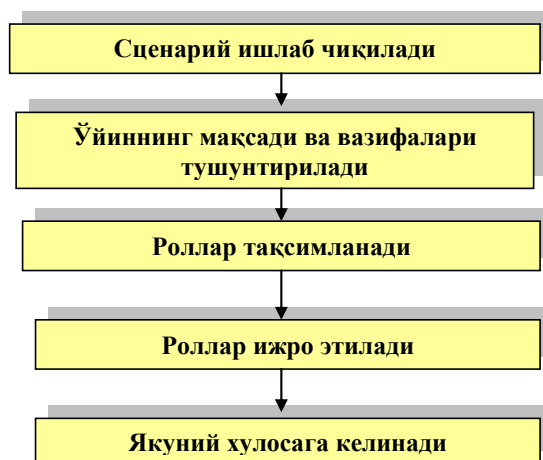 Сценарий ишлаб чиқилади
Ўйиннинг мақсади ва вазифалари
тушунтирилади
Роллар тақсимланади
Роллар ижро этилади
Якуний хулосага келинади